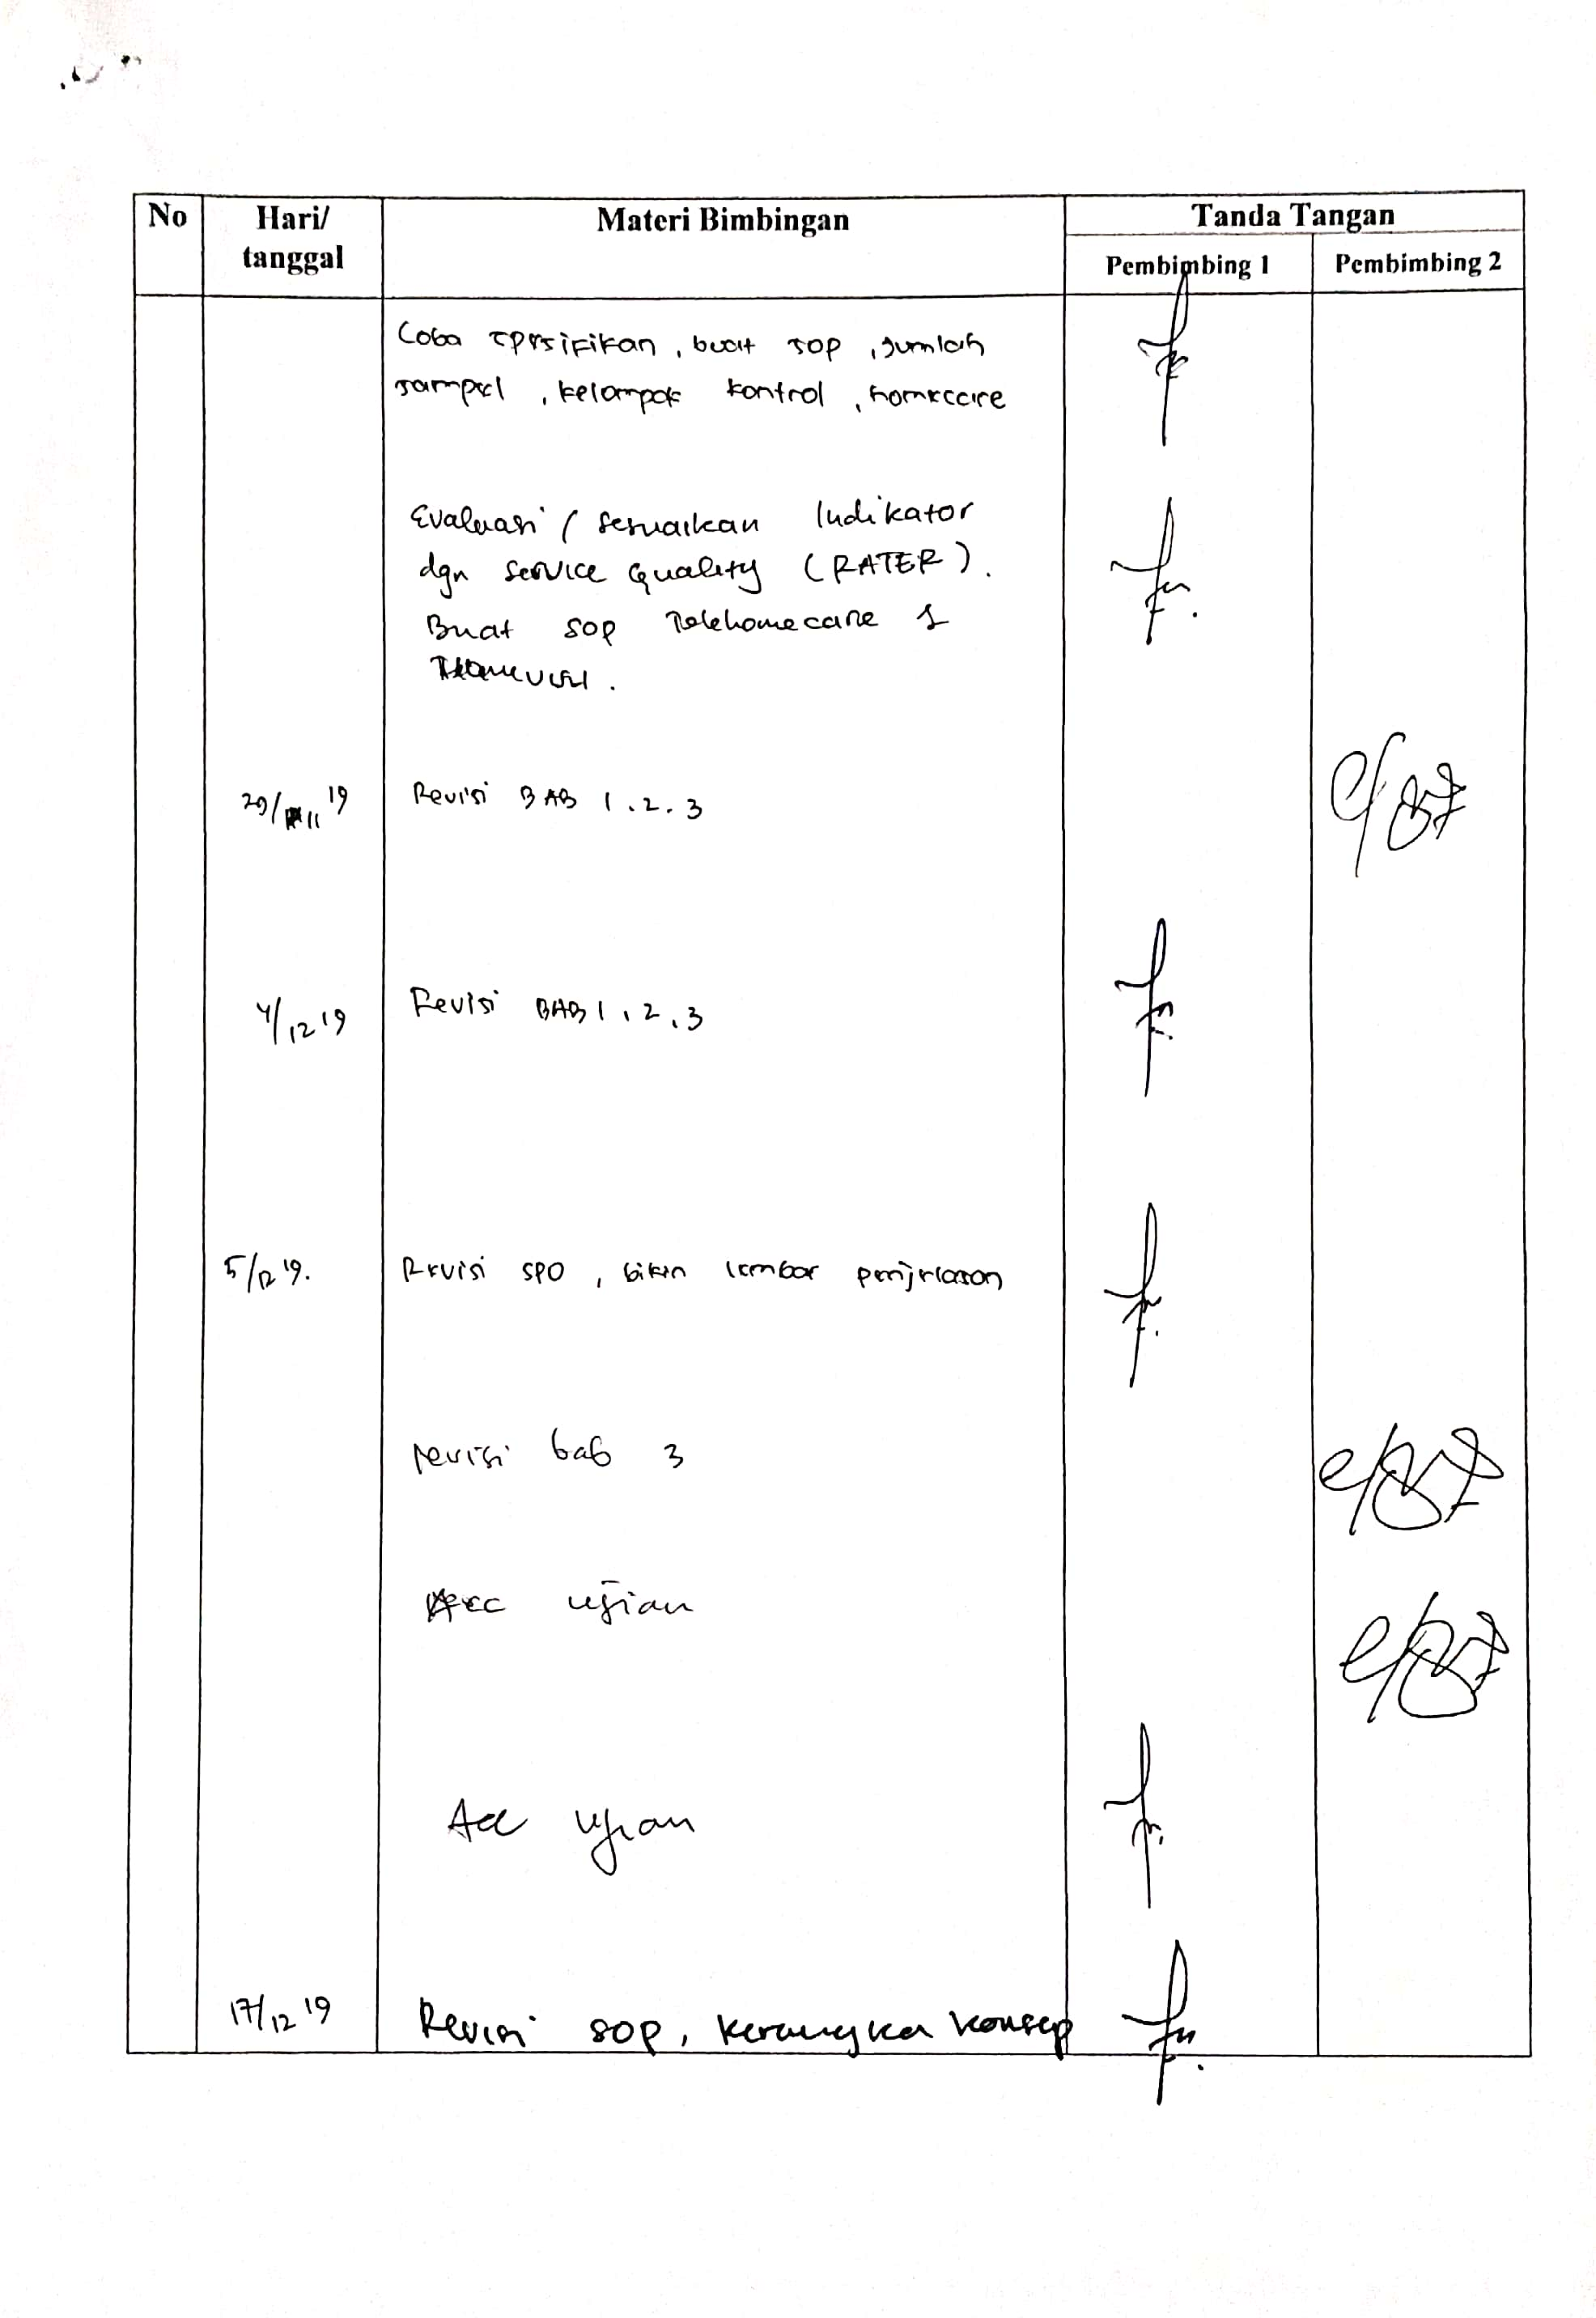 No Hari/ Materi Bimbingan Tanda Tangan
tanggal Pembimbing 1 Pembimbing 2
Coba spesifikan, buat SOP, jumlah
sampel, kelompok kontrol, homecare
Evaluasi / sesuaikan Indikator
dgn service Quality (RATER).
Buat SOP Telehomecare &
29/11 19 Revisi BAB 1.2.3
4/12 19 Revisi BAB 1,2,3
5/12 19. Revisi SPO, bikin lembar penjelasan
revisi bab 3
Acc ujian
Acc ujian
17/12 19 Revisi SOP, kerangka konsep